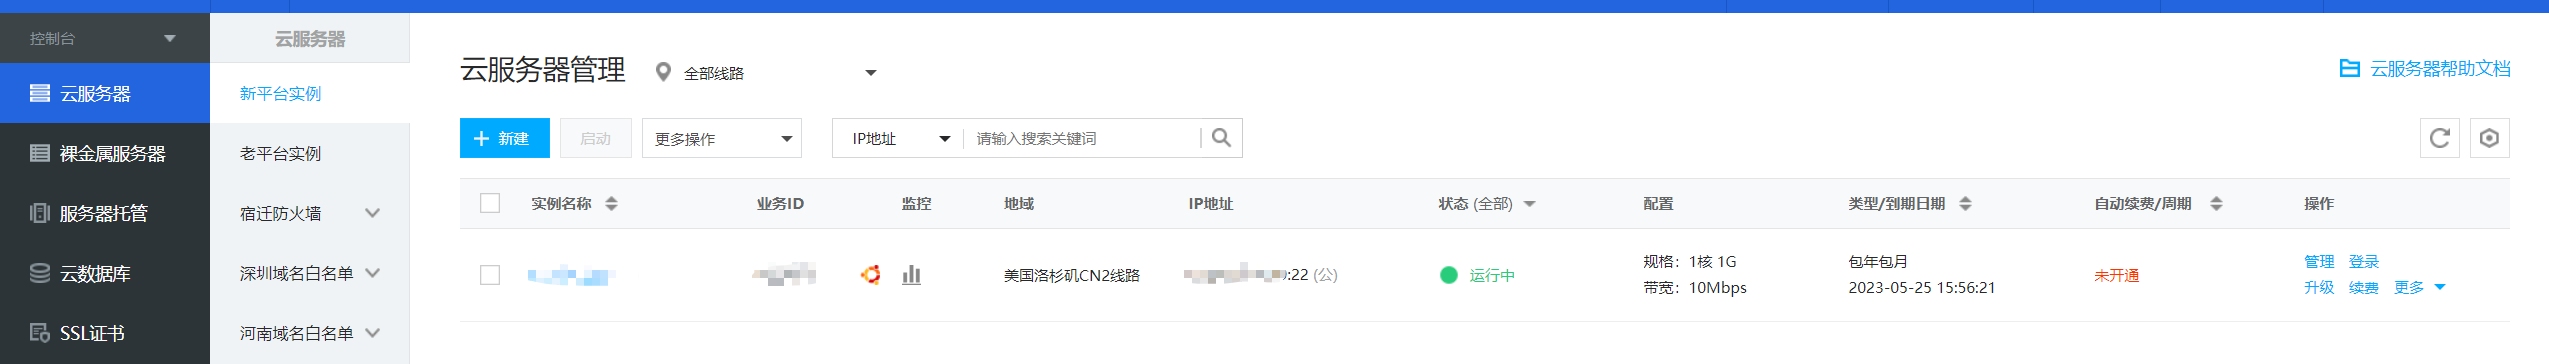 控制台
云服务器
裸金属服务器
服务器托管
云数据库
SSL证书
云服务器
新平台实例
老平台实例
宿迁防火墙
深圳域名白名单
河南域名白名单
云服务器管理 全部线路 云服务器帮助文档
新建 启动 更多操作 IP地址 请输入搜索关键词
实例名称 业务ID 监控 地域 IP地址 状态 (全部) 配置 类型/到期日期 自动续费/周期 操作
美国洛杉矶CN2线路 :22 (公) 运行中 规格：1核 1G 包年包月 未开通 管理 登录
带宽：10Mbps 2023-05-25 15:56:21 升级 续费 更多